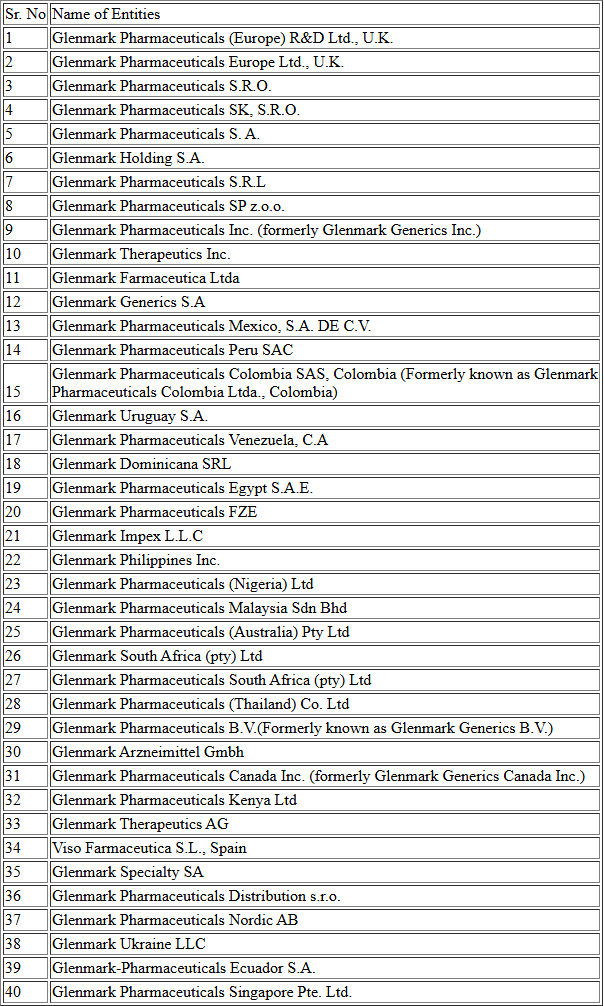 Sr. No Name of Entities
1 Glenmark Pharmaceuticals (Europe) R&D Ltd., U.K.
2 Glenmark Pharmaceuticals Europe Ltd., U.K.
3 Glenmark Pharmaceuticals S.R.O.
4 Glenmark Pharmaceuticals SK, S.R.O.
5 Glenmark Pharmaceuticals S. A.
6 Glenmark Holding S.A.
7 Glenmark Pharmaceuticals S.R.L
8 Glenmark Pharmaceuticals SP z.o.o.
9 Glenmark Pharmaceuticals Inc. (formerly Glenmark Generics Inc.)
10 Glenmark Therapeutics Inc.
11 Glenmark Farmaceutica Ltda
12 Glenmark Generics S.A
13 Glenmark Pharmaceuticals Mexico, S.A. DE C.V.
14 Glenmark Pharmaceuticals Peru SAC
Glenmark Pharmaceuticals Colombia SAS, Colombia (Formerly known as Glenmark
15 Pharmaceuticals Colombia Ltda., Colombia)
16 Glenmark Uruguay S.A.
17 Glenmark Pharmaceuticals Venezuela, C.A
18 Glenmark Dominicana SRL
19 Glenmark Pharmaceuticals Egypt S.A.E.
20 Glenmark Pharmaceuticals FZE
21 Glenmark Impex L.L.C
22 Glenmark Philippines Inc.
23 Glenmark Pharmaceuticals (Nigeria) Ltd
24 Glenmark Pharmaceuticals Malaysia Sdn Bhd
25 Glenmark Pharmaceuticals (Australia) Pty Ltd
26 Glenmark South Africa (pty) Ltd
27 Glenmark Pharmaceuticals South Africa (pty) Ltd
28 Glenmark Pharmaceuticals (Thailand) Co. Ltd
29 Glenmark Pharmaceuticals B.V.(Formerly known as Glenmark Generics B.V.)
30 Glenmark Arzneimittel Gmbh
31 Glenmark Pharmaceuticals Canada Inc. (formerly Glenmark Generics Canada Inc.)
32 Glenmark Pharmaceuticals Kenya Ltd
33 Glenmark Therapeutics AG
34 Viso Farmaceutica S.L., Spain
35 Glenmark Specialty SA
36 Glenmark Pharmaceuticals Distribution s.r.o.
37 Glenmark Pharmaceuticals Nordic AB
38 Glenmark Ukraine LLC
39 Glenmark-Pharmaceuticals Ecuador S.A.
40 Glenmark Pharmaceuticals Singapore Pte. Ltd.